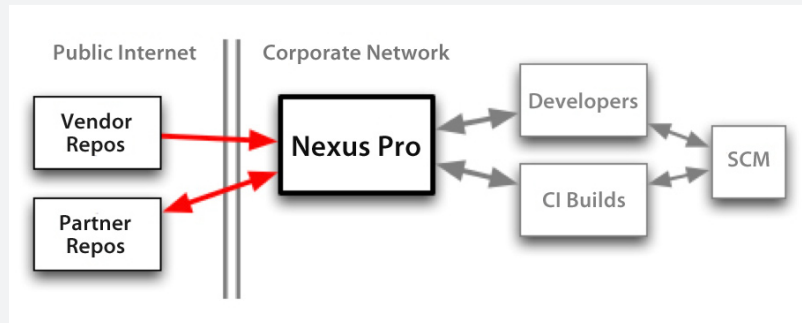 Public Internet
Corporate Network
Vendor
Repos
Partner
Repos
Nexus Pro
Developers
CI Builds
SCM